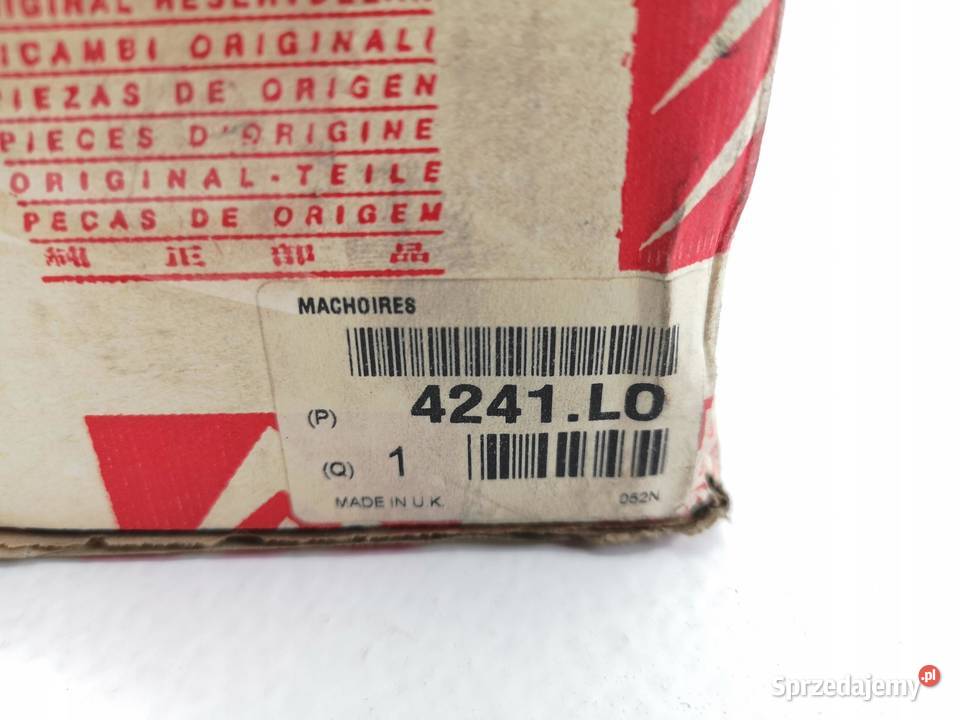 RICAMBI ORIGINALI
PIEZAS DE ORIGEN
PIECES D'ORIGINE
ORIGINAL-TEILE
PECAS DE ORIGEM
純正部品
MACHOIRES
(P) 4241.LO
(Q) 1
MADE IN U.K.
052N
Sprzedajemy.pl